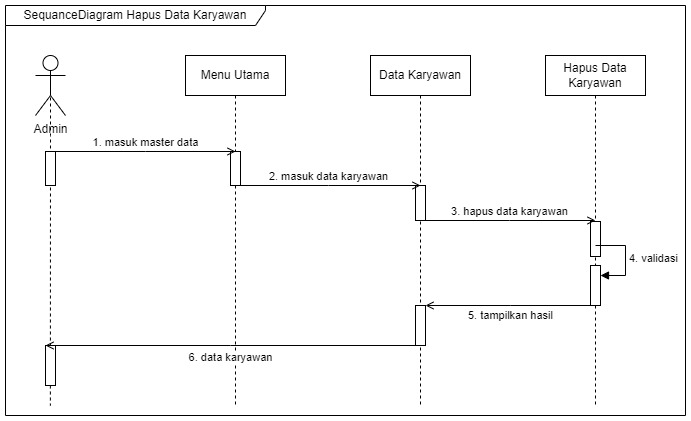 SequanceDiagram Hapus Data Karyawan
Menu Utama
Data Karyawan
Hapus Data
Karyawan
Admin
1. masuk master data
2. masuk data karyawan
3. hapus data karyawan
4. validasi
5. tampilkan hasil
6. data karyawan